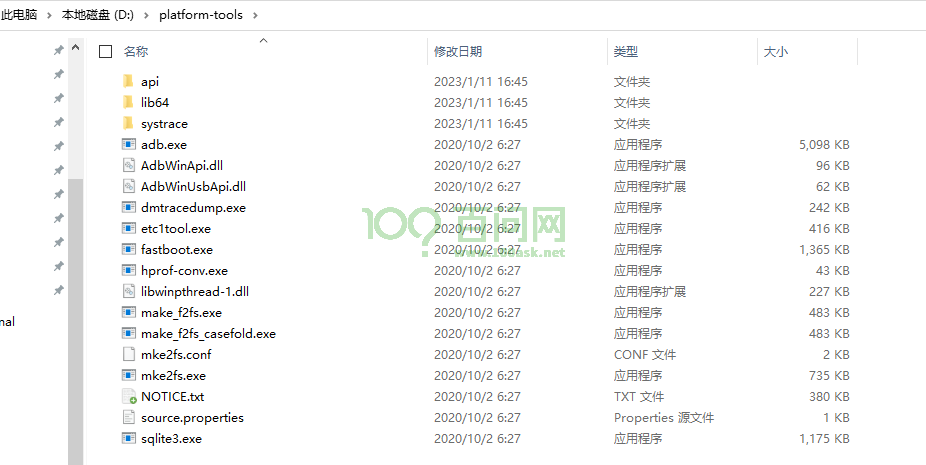 此电脑 > 本地磁盘 (D:) > platform-tools >
名称 修改日期 类型 大小
api 2023/1/11 16:45 文件夹
lib64 2023/1/11 16:45 文件夹
systrace 2023/1/11 16:45 文件夹
adb.exe 2020/10/2 6:27 应用程序 5,098 KB
AdbWinApi.dll 2020/10/2 6:27 应用程序扩展 96 KB
AdbWinUsbApi.dll 2020/10/2 6:27 应用程序扩展 62 KB
dmtracedump.exe 2020/10/2 6:27 应用程序 242 KB
etc1tool.exe 2020/10/2 6:27 应用程序 416 KB
100 百问网
fastboot.exe 2020/10/2 6:27 应用程序 1,365 KB
www.100ask.net
hprof-conv.exe 2020/10/2 6:27 应用程序 43 KB
libwinpthread-1.dll 2020/10/2 6:27 应用程序扩展 227 KB
make_f2fs.exe 2020/10/2 6:27 应用程序 483 KB
nal
make_f2fs_casefold.exe 2020/10/2 6:27 应用程序 483 KB
mke2fs.conf 2020/10/2 6:27 CONF 文件 2 KB
mke2fs.exe 2020/10/2 6:27 应用程序 735 KB
NOTICE.txt 2020/10/2 6:27 TXT 文件 380 KB
source.properties 2020/10/2 6:27 Properties 源文件 1 KB
sqlite3.exe 2020/10/2 6:27 应用程序 1,175 KB